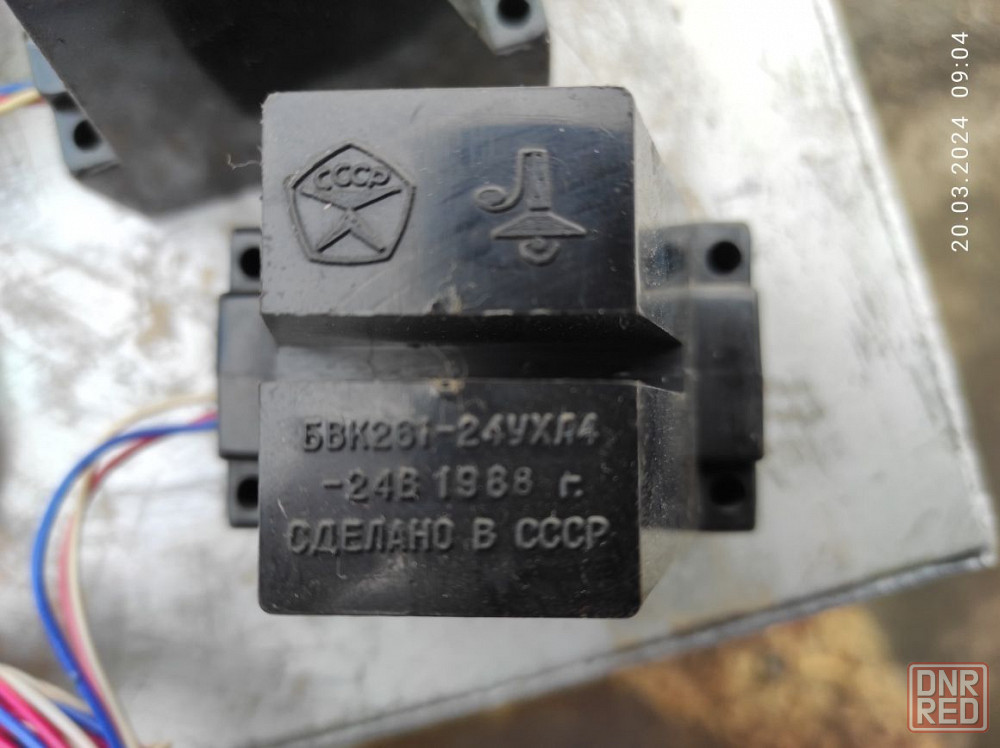 СССР
БВК261-24УХЛ4
-24В 1988 г.
СДЕЛАНО В СССР
20.03.2024 09:04
DNR
RED